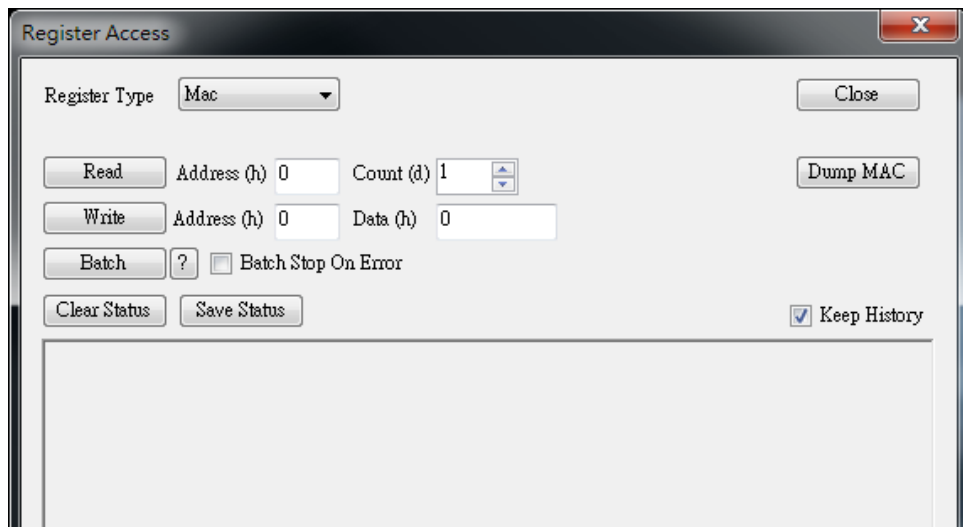 Register Access
Register Type Mac Close
Read Address (h) 0 Count (d) 1 Dump MAC
Write Address (h) 0 Data (h) 0
Batch ? Batch Stop On Error
Clear Status Save Status Keep History